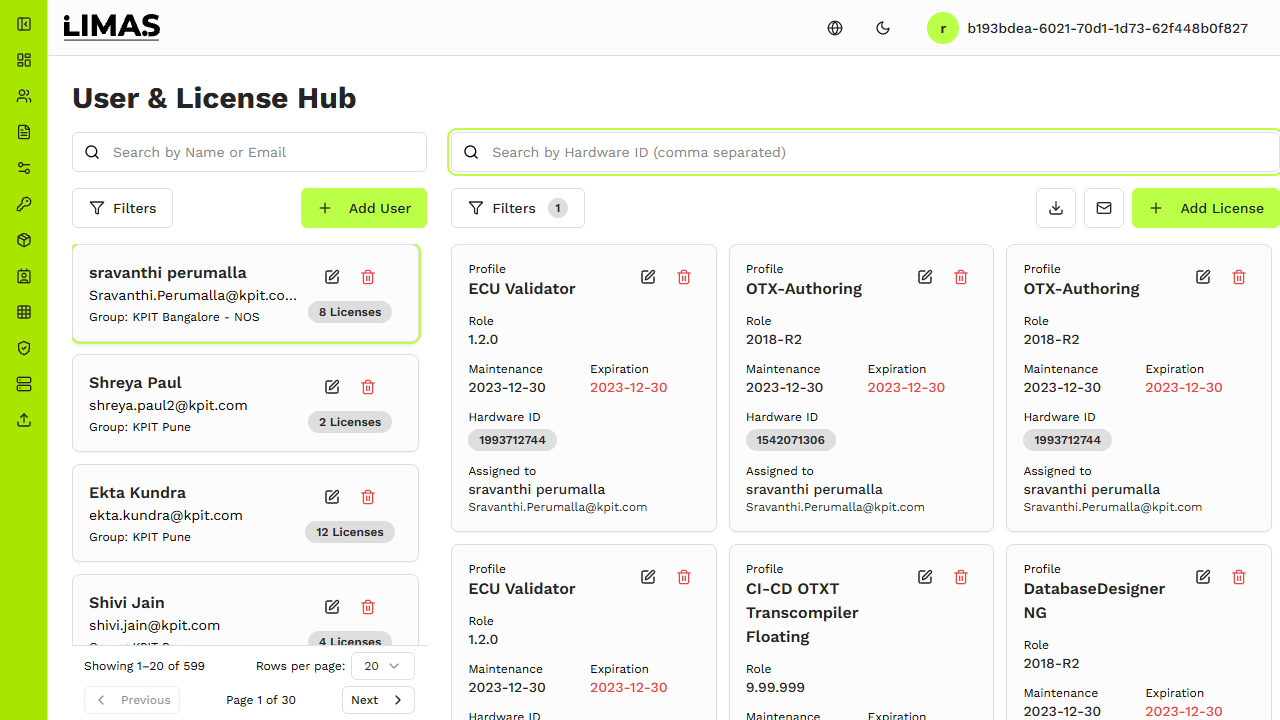 LIMAS
r
b193bdea-6021-70d1-1d73-62f448b0f827
User & License Hub
Search by Name or Email
Filters
Add User
sravanthi perumalla
Sravanthi.Perumalla@kpit.co...
Group: KPIT Bangalore - NOS
8 Licenses
Shreya Paul
shreya.paul2@kpit.com
Group: KPIT Pune
2 Licenses
Ekta Kundra
ekta.kundra@kpit.com
Group: KPIT Pune
12 Licenses
Shivi Jain
shivi.jain@kpit.com
4 Licenses
Showing 1–20 of 599
Rows per page:
20
Previous
Page 1 of 30
Next
Search by Hardware ID (comma separated)
Filters
1
Add License
Profile
ECU Validator
Role
1.2.0
Maintenance
Expiration
2023-12-30
2023-12-30
Hardware ID
1993712744
Assigned to
sravanthi perumalla
Sravanthi.Perumalla@kpit.com
Profile
OTX-Authoring
Role
2018-R2
Maintenance
Expiration
2023-12-30
2023-12-30
Hardware ID
1542071306
Assigned to
sravanthi perumalla
Sravanthi.Perumalla@kpit.com
Profile
OTX-Authoring
Role
2018-R2
Maintenance
Expiration
2023-12-30
2023-12-30
Hardware ID
1993712744
Assigned to
sravanthi perumalla
Sravanthi.Perumalla@kpit.com
Profile
ECU Validator
Role
1.2.0
Maintenance
Expiration
2023-12-30
2023-12-30
Hardware ID
Profile
CI-CD OTXT
Transcompiler
Floating
Role
9.99.999
Maintenance
Expiration
Profile
DatabaseDesigner
NG
Role
2018-R2
Maintenance
Expiration
2023-12-30
2023-12-30